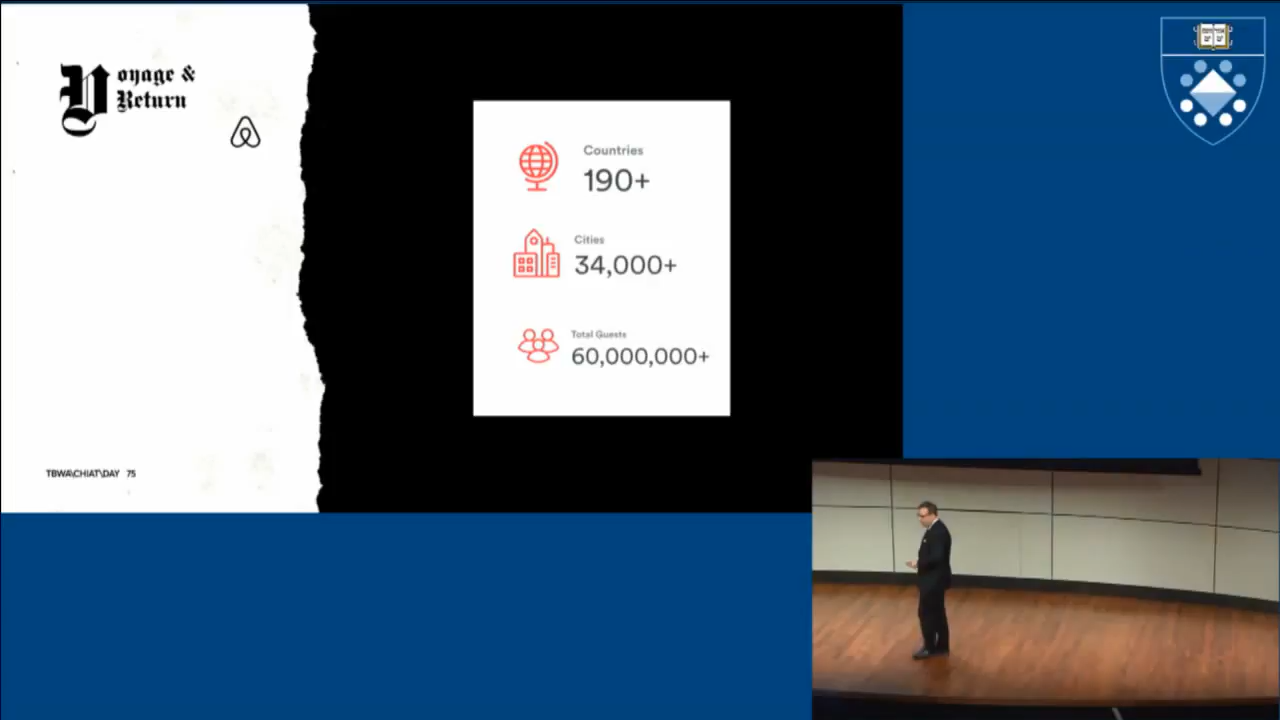 Voyage &
Return
Countries
190+
Cities
34,000+
Total Guests
60,000,000+
TBWA\CHIAT\DAY 75